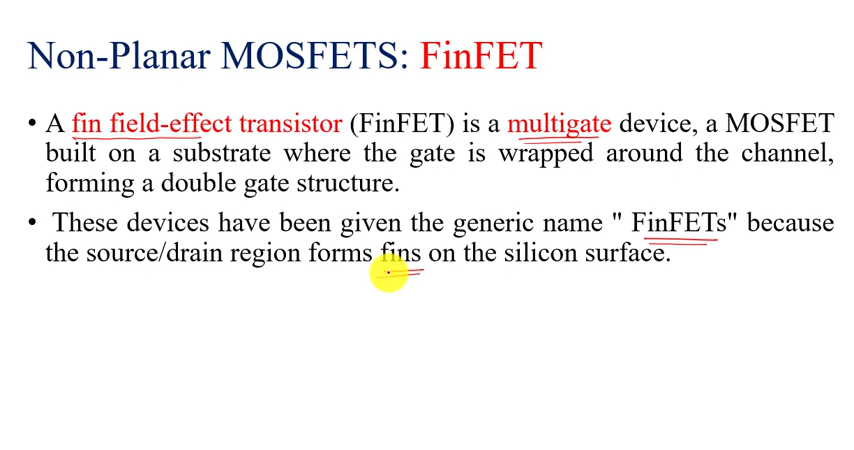 Non-Planar MOSFETS: FinFET
• A fin field-effect transistor (FinFET) is a multigate device, a MOSFET
built on a substrate where the gate is wrapped around the channel,
forming a double gate structure.
• These devices have been given the generic name " FinFETs" because
the source/drain region forms fins on the silicon surface.